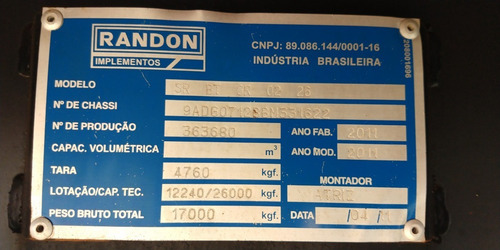 RANDON
IMPLEMENTOS
CNPJ: 89.086.144/0001-16
INDÚSTRIA BRASILEIRA
MODELO SR
Nº DE CHASSI
Nº DE PRODUÇÃO 363680 ANO FAB. 2011
CAPAC. VOLUMÉTRICA m³ ANO MOD. 2011
TARA 4760 kgf. MONTADOR
LOTAÇÃO/CAP. TEC. 12240/26000 kgf.
PESO BRUTO TOTAL 17000 kgf. DATA /04/